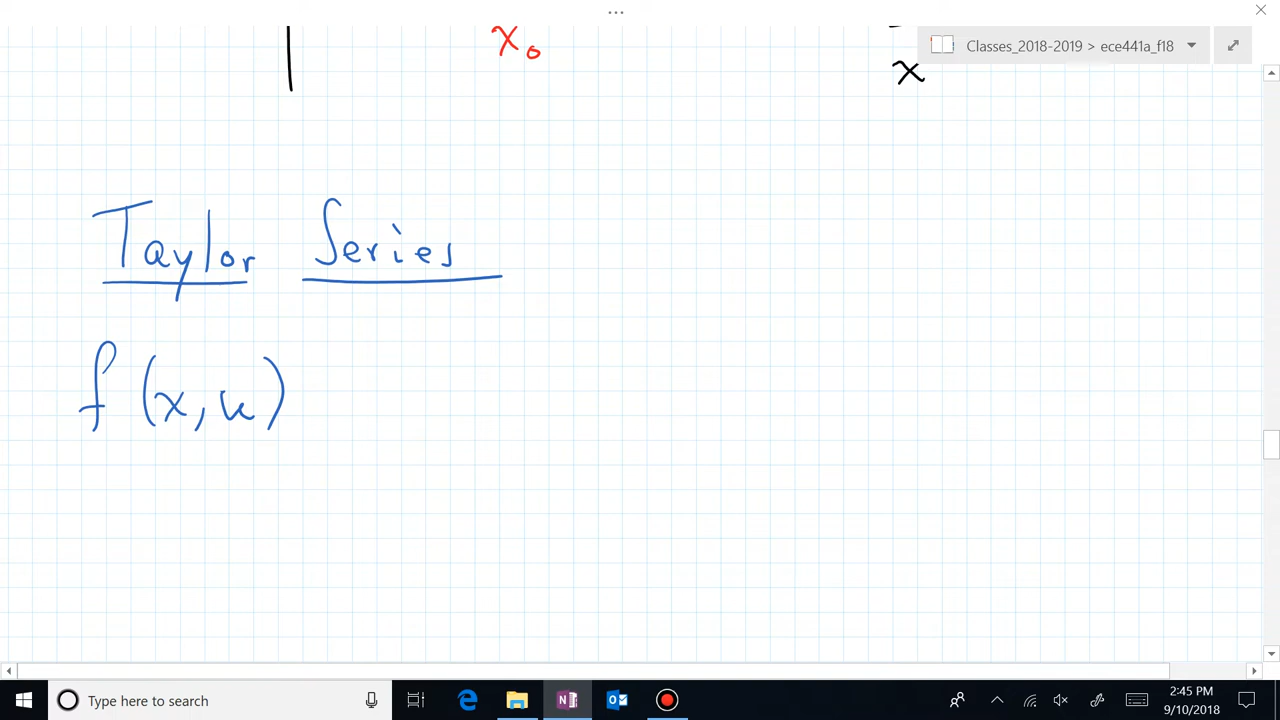 ...
x₀
Classes_2018-2019 > ece441a_f18
x
Taylor Series
f(x,u)
Type here to search
2:45 PM
9/10/2018